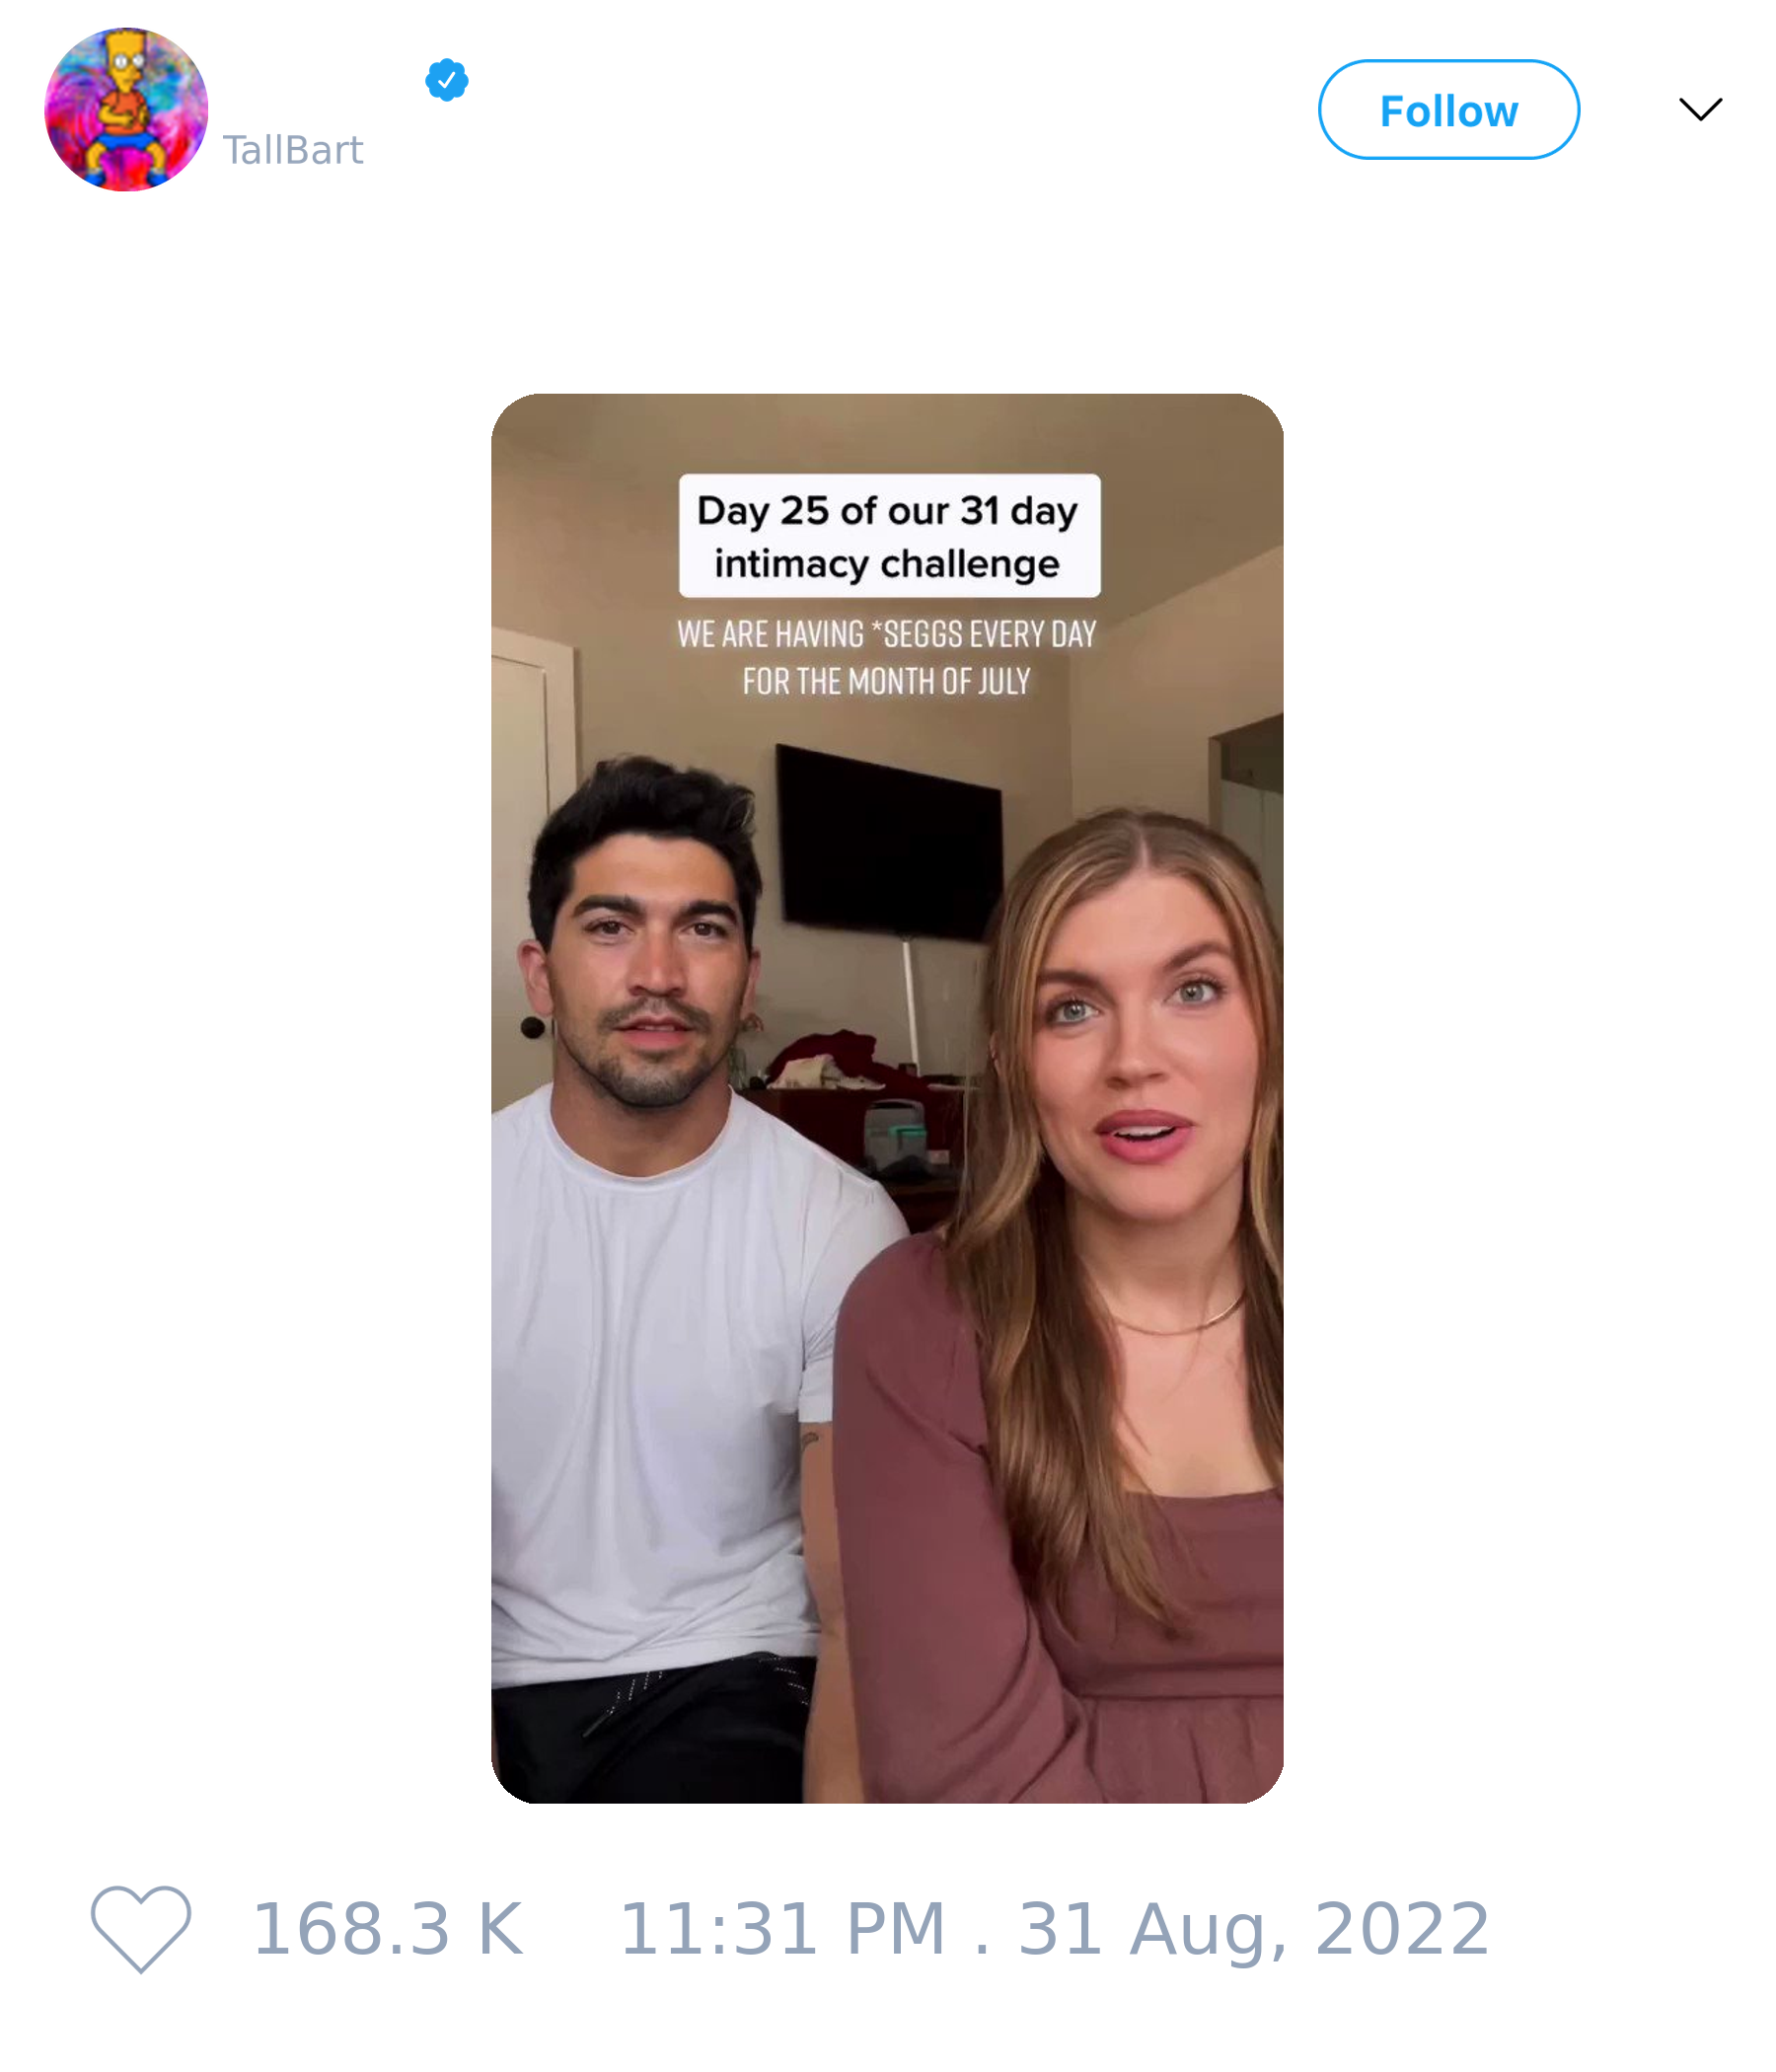 TallBart
Follow
Day 25 of our 31 day
intimacy challenge
WE ARE HAVING *SEGGS EVERY DAY
FOR THE MONTH OF JULY
168.3 K 11:31 PM . 31 Aug, 2022